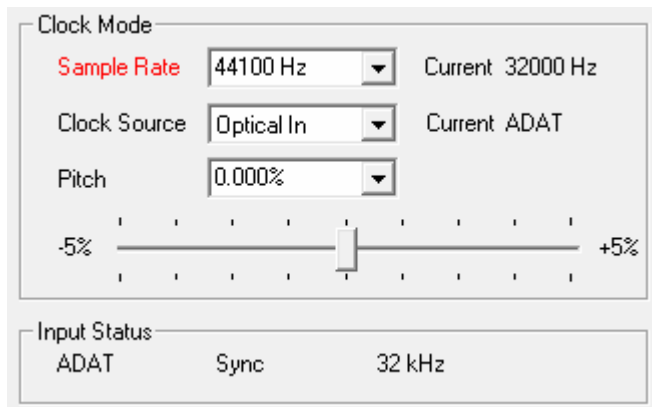 Clock Mode
Sample Rate 44100 Hz Current 32000 Hz
Clock Source Optical In Current ADAT
Pitch 0.000%
-5% +5%
Input Status
ADAT Sync 32 kHz